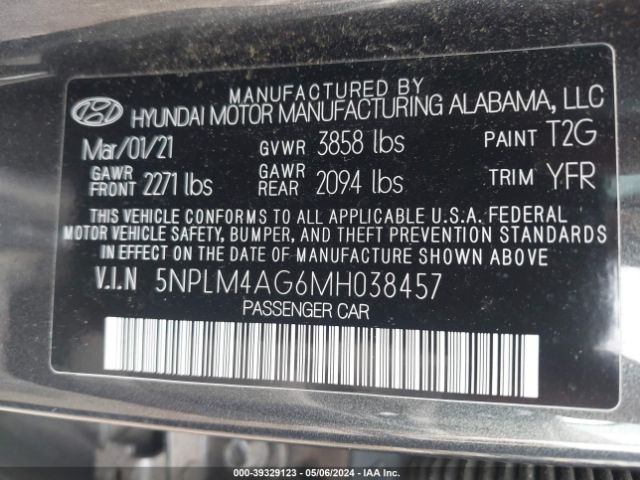 MANUFACTURED BY
HYUNDAI MOTOR MANUFACTURING ALABAMA, LLC
Mar/01/21 GVWR 3858 lbs PAINT T2G
GAWR FRONT 2271 lbs GAWR REAR 2094 lbs TRIM YFR
THIS VEHICLE CONFORMS TO ALL APPLICABLE U.S.A. FEDERAL
MOTOR VEHICLE SAFETY, BUMPER, AND THEFT PREVENTION STANDARDS
IN EFFECT ON THE DATE OF MANUFACTURE SHOWN ABOVE.
V.I.N 5NPLM4AG6MH038457
PASSENGER CAR
000-39329123 - 05/06/2024 - IAA Inc.